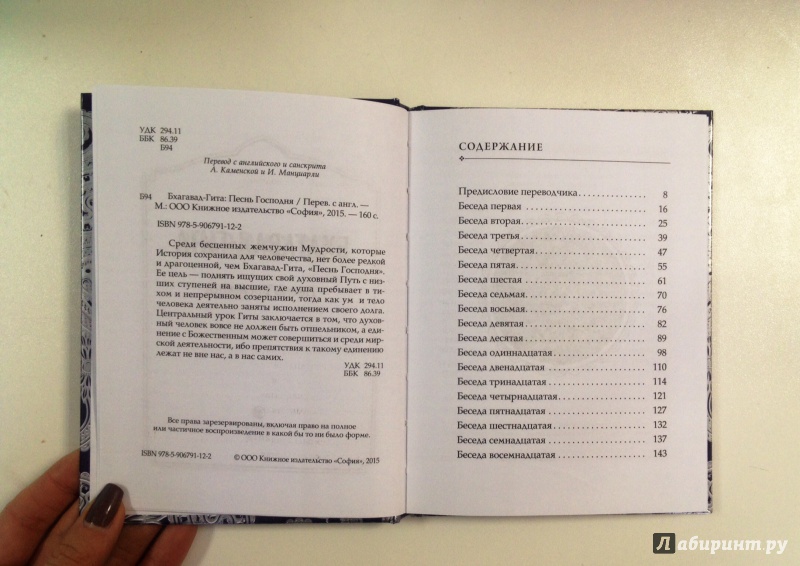 УДК 294.11
ББК 86.39
Б94
Перевод с английского и санскрита
А. Каменской и И. Манциарли
Б94 Бхагавад-Гита: Песнь Господня / Перев. с англ. —
М.: ООО Книжное издательство «София», 2015. — 160 с.
ISBN 978-5-906791-12-2
Среди бесценных жемчужин Мудрости, которые
История сохранила для человечества, нет более редкой
и драгоценной, чем Бхагавад-Гита, «Песнь Господня».
Ее цель — поднять ищущих свой духовный Путь с низ-
ших ступеней на высшие, где душа пребывает в ти-
хом и непрерывном созерцании, тогда как ум и тело
человека деятельно заняты исполнением своего долга.
Центральный урок Гиты заключается в том, что духов-
ный человек вовсе не должен быть отшельником, а еди-
нение с Божественным может совершиться и среди мир-
ской деятельности, ибо препятствия к такому единению
лежат не вне нас, а в нас самих.
УДК 294.11
ББК 86.39
Все права зарезервированы, включая право на полное
или частичное воспроизведение в какой бы то ни было форме.
ISBN 978-5-906791-12-2 © ООО Книжное издательство «София», 2015
СОДЕРЖАНИЕ
Предисловие переводчика 8
Беседа первая 16
Беседа вторая 25
Беседа третья 39
Беседа четвертая 47
Беседа пятая 55
Беседа шестая 61
Беседа седьмая 70
Беседа восьмая 76
Беседа девятая 82
Беседа десятая 89
Беседа одиннадцатая 98
Беседа двенадцатая 110
Беседа тринадцатая 114
Беседа четырнадцатая 121
Беседа пятнадцатая 127
Беседа шестнадцатая 132
Беседа семнадцатая 137
Беседа восемнадцатая 143
Лабиринт.ру